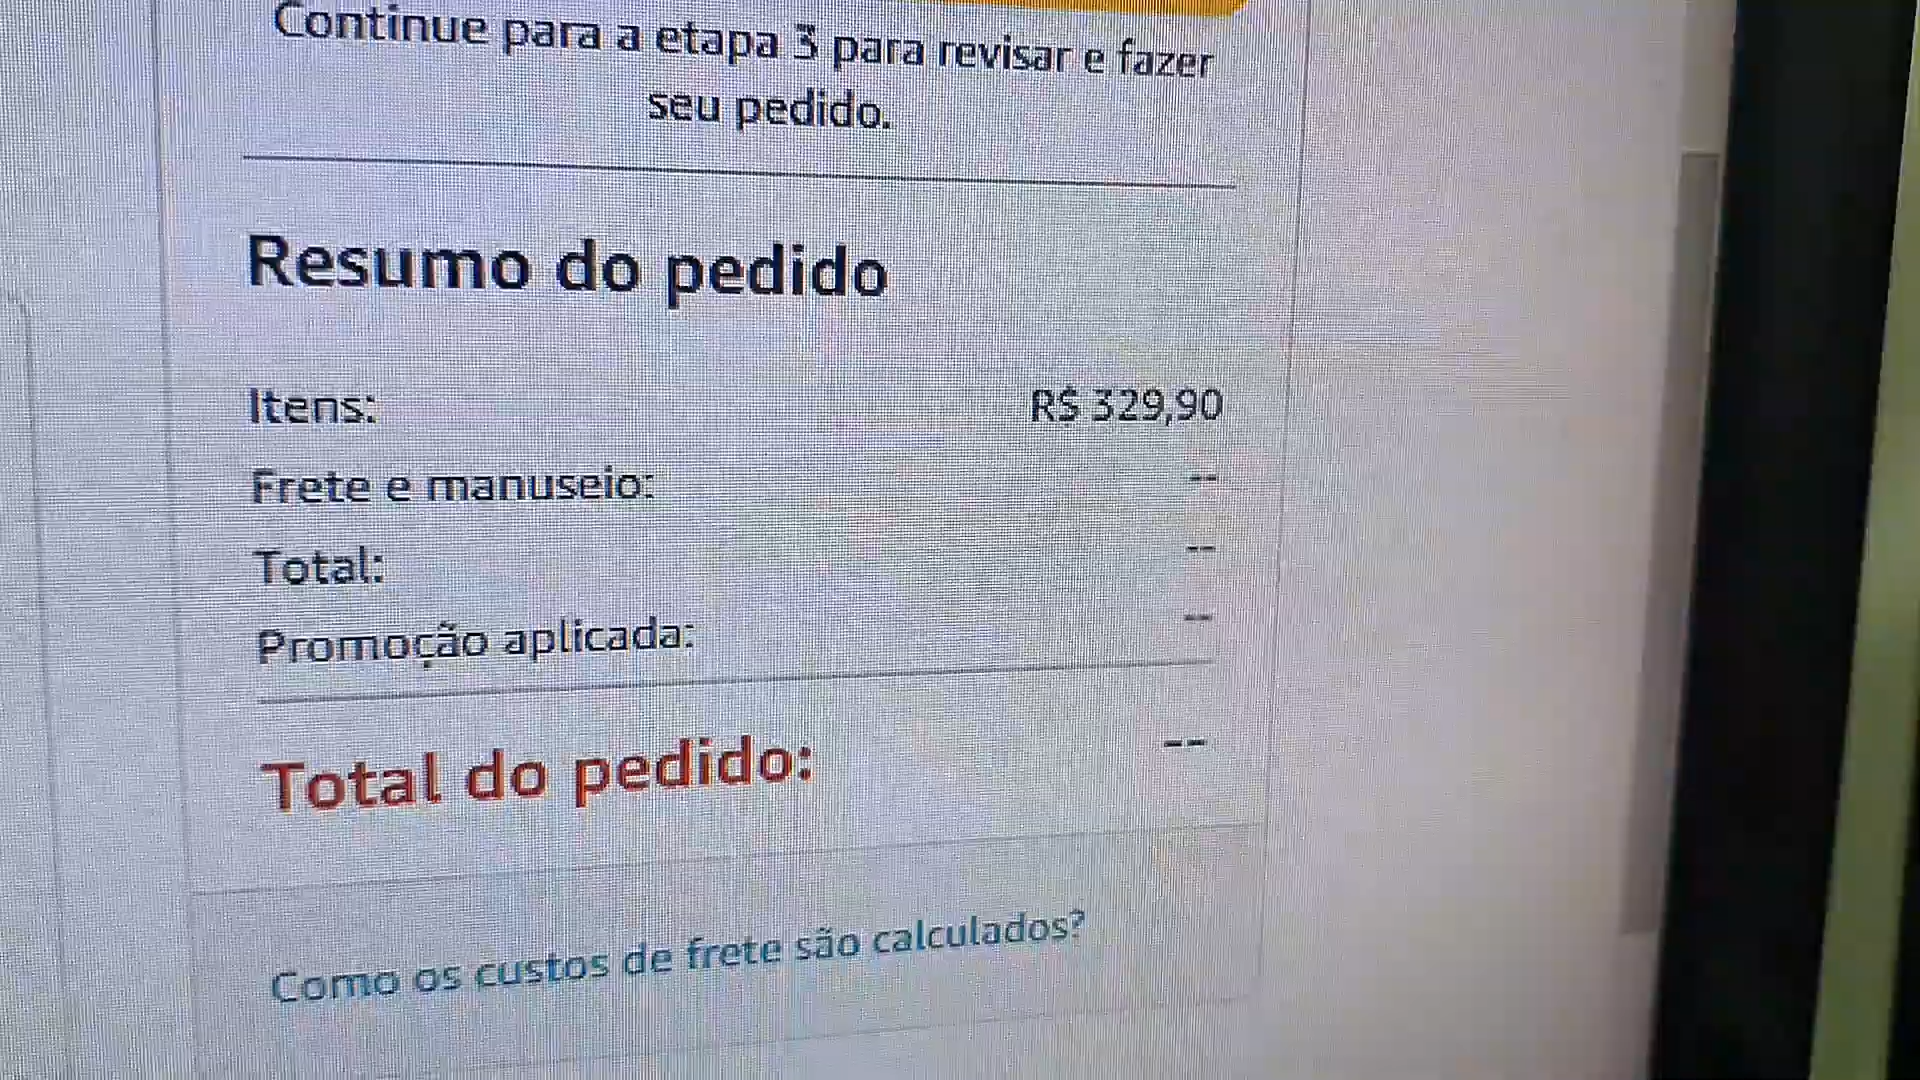 Continue para a etapa 3 para revisar e fazer
seu pedido.
Resumo do pedido
Itens: R$ 329,90
Frete e manuseio: --
Total: --
Promoção aplicada: --
Total do pedido: --
Como os custos de frete são calculados?